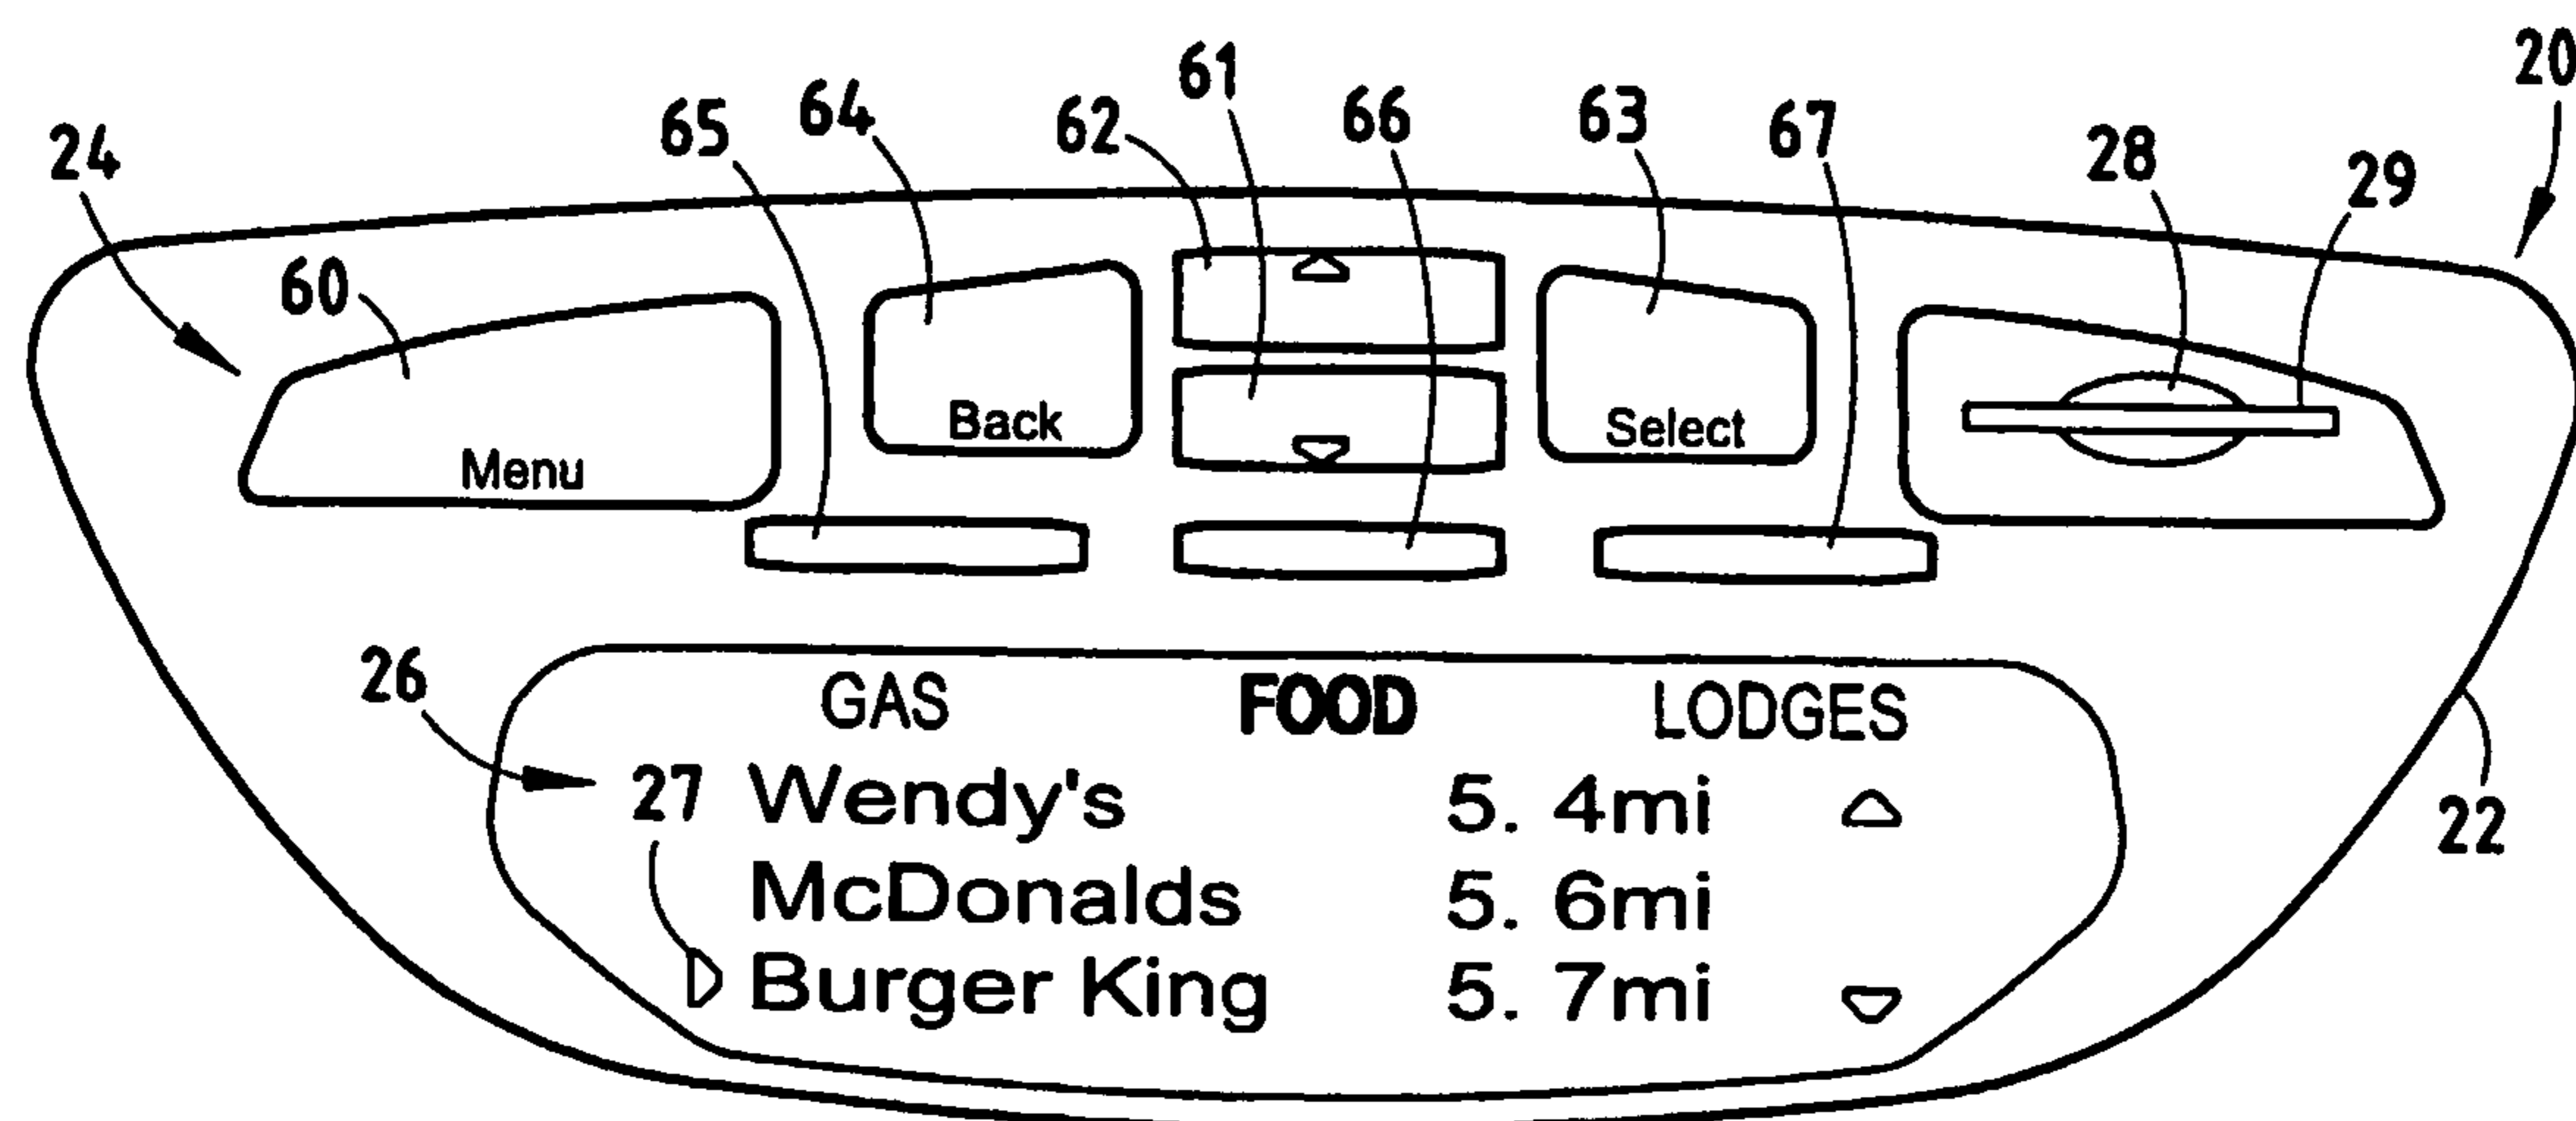 20
61
64
66
63
62
65
67
28
24
29
60
Back
Select
Menu
26
GAS FOOD LODGES
27 Wendy's 5. 4mi
22
McDonalds 5. 6mi
Burger King 5. 7mi